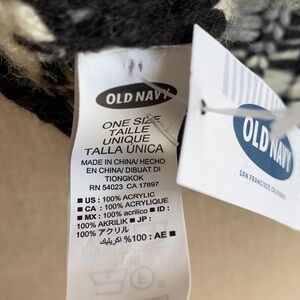 OLD NAVY
ONE SIZE
TAILLE
UNIQUE
TALLA ÚNICA
MADE IN CHINA/ HECHO
EN CHINA/ DIBUAT DI
TIONGKOK
RN 54023 CA 17897
■ US : 100% ACRYLIC
■ CA : 100% ACRYLIQUE
■ MX : 100% acrílico ■ ID :
100% AKRILIK ■ JP :
100% アクリル
■ AE : %100 اكريليك
OLD NAVY
SAN FRANCISCO, CALIFORNIA